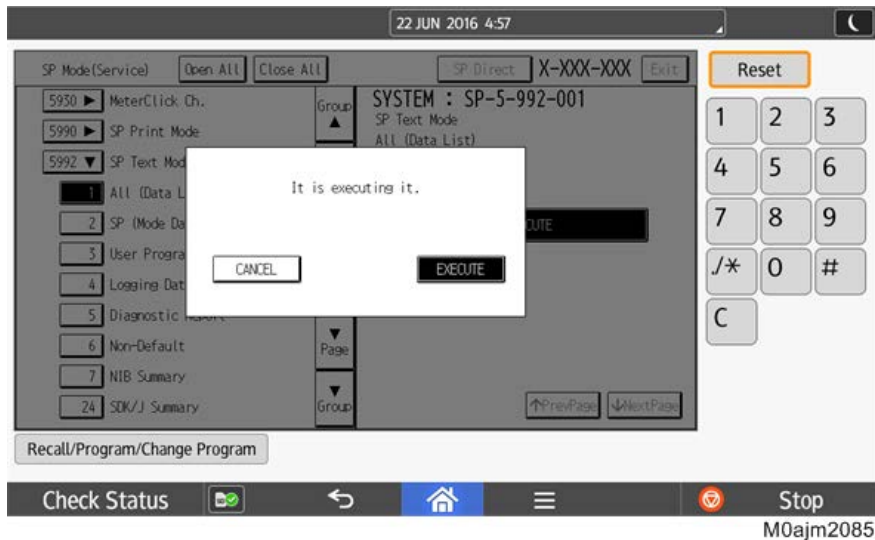 22 JUN 2016 4:57
SP Mode(Service) Open All Close All SP Direct X-XXX-XXX Exit
Reset
5930 ▶ MeterClick Ch.
5990 ▶ SP Print Mode
5992 ▼ SP Text Mod
1 All (Data L
2 SP (Mode Da
3 User Progra
4 Logging Dat
5 Diagnostic
6 Non-Default
7 NIB Summary
24 SDK/J Summary
Group
▲
▼
Page
▼
Group
SYSTEM : SP-5-992-001
SP Text Mode
All (Data List)
CUTE
↑PrevPage ↓NextPage
It is executing it.
CANCEL EXECUTE
1 2 3
4 5 6
7 8 9
./* 0 #
C
Recall/Program/Change Program
Check Status Stop
M0ajm2085